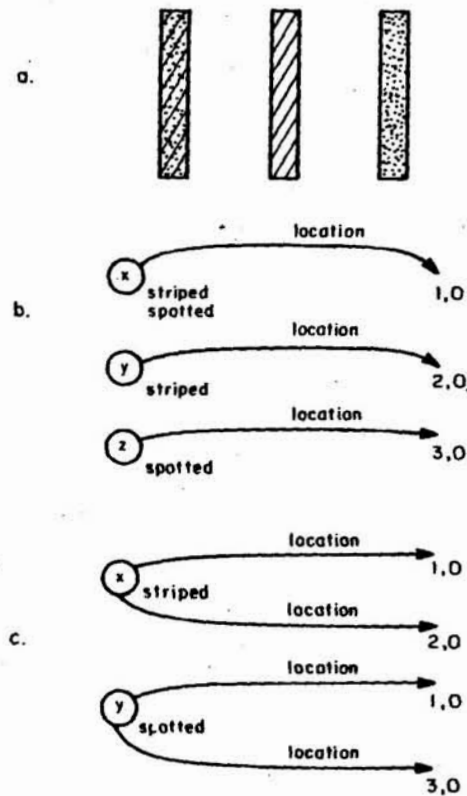 a.
location
x
striped
spotted
1,0
b.
location
y
striped
2,0
location
z
spotted
3,0
location
x
striped
1,0
location
2,0
c.
location
y
spotted
1,0
location
3,0